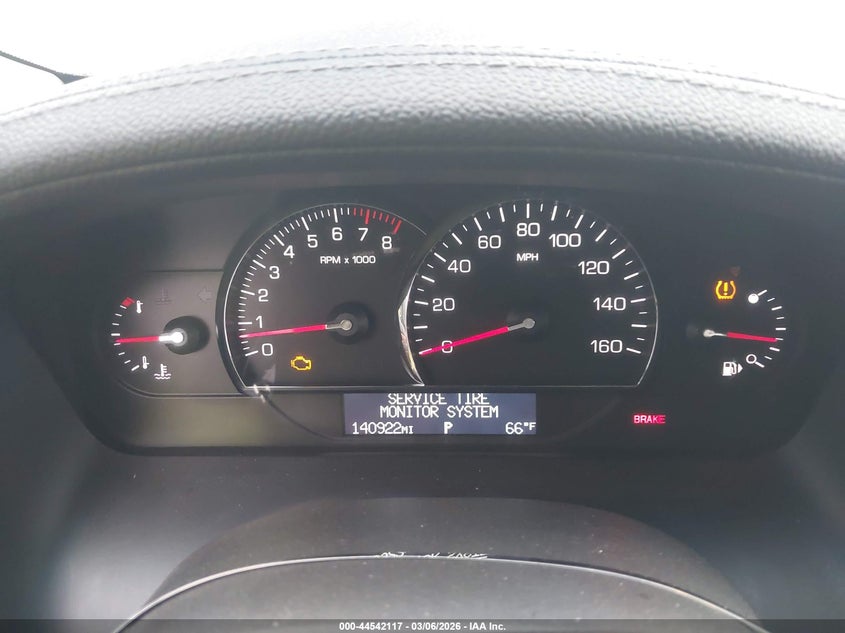 0 1 2 3 4 5 6 7 8
RPM x 1000
0 20 40 60 80 100 120 140 160
MPH
SERVICE TIRE
MONITOR SYSTEM
140922MI P 66°F
BRAKE
000-44542117 - 03/06/2026 - IAA Inc.